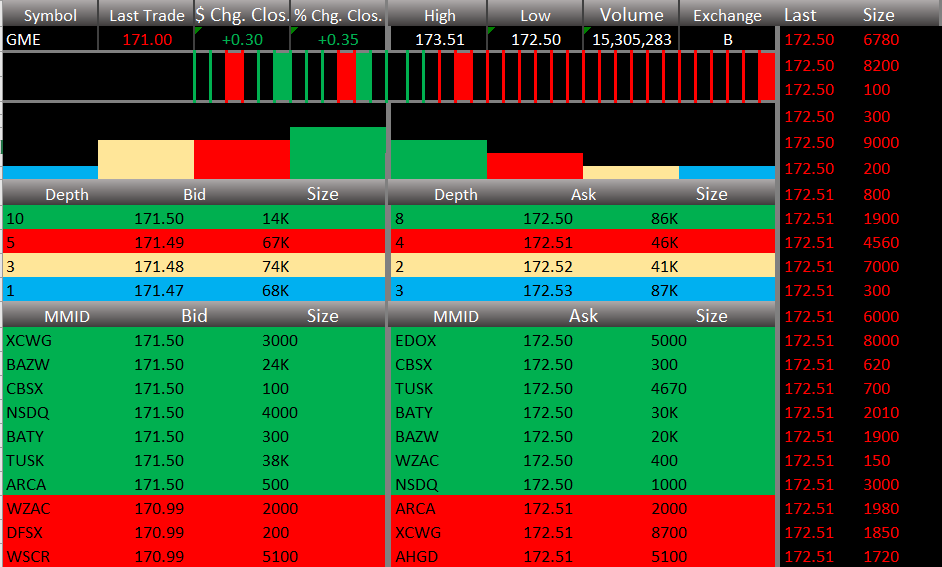 Symbol Last Trade $ Chg. Clos. % Chg. Clos. High Low Volume Exchange Last Size
GME 171.00 +0.30 +0.35 173.51 172.50 15,305,283 B 172.50 6780
172.50 8200
172.50 100
172.50 300
172.50 9000
172.50 200
Depth Bid Size Depth Ask Size 172.51 800
10 171.50 14K 8 172.50 86K 172.51 1900
5 171.49 67K 4 172.51 46K 172.51 4560
3 171.48 74K 2 172.52 41K 172.51 7000
1 171.47 68K 3 172.53 87K 172.51 300
MMID Bid Size MMID Ask Size 172.51 6000
XCWG 171.50 3000 EDOX 172.50 5000 172.51 8000
BAZW 171.50 24K CBSX 172.50 300 172.51 620
CBSX 171.50 100 TUSK 172.50 4670 172.51 700
NSDQ 171.50 4000 BATY 172.50 30K 172.51 2010
BATY 171.50 300 BAZW 172.50 20K 172.51 1900
TUSK 171.50 38K WZAC 172.50 400 172.51 150
ARCA 171.50 500 NSDQ 172.50 1000 172.51 3000
WZAC 170.99 2000 ARCA 172.51 2000 172.51 1980
DFSX 170.99 200 XCWG 172.51 8700 172.51 1850
WSCR 170.99 5100 AHGD 172.51 5100 172.51 1720